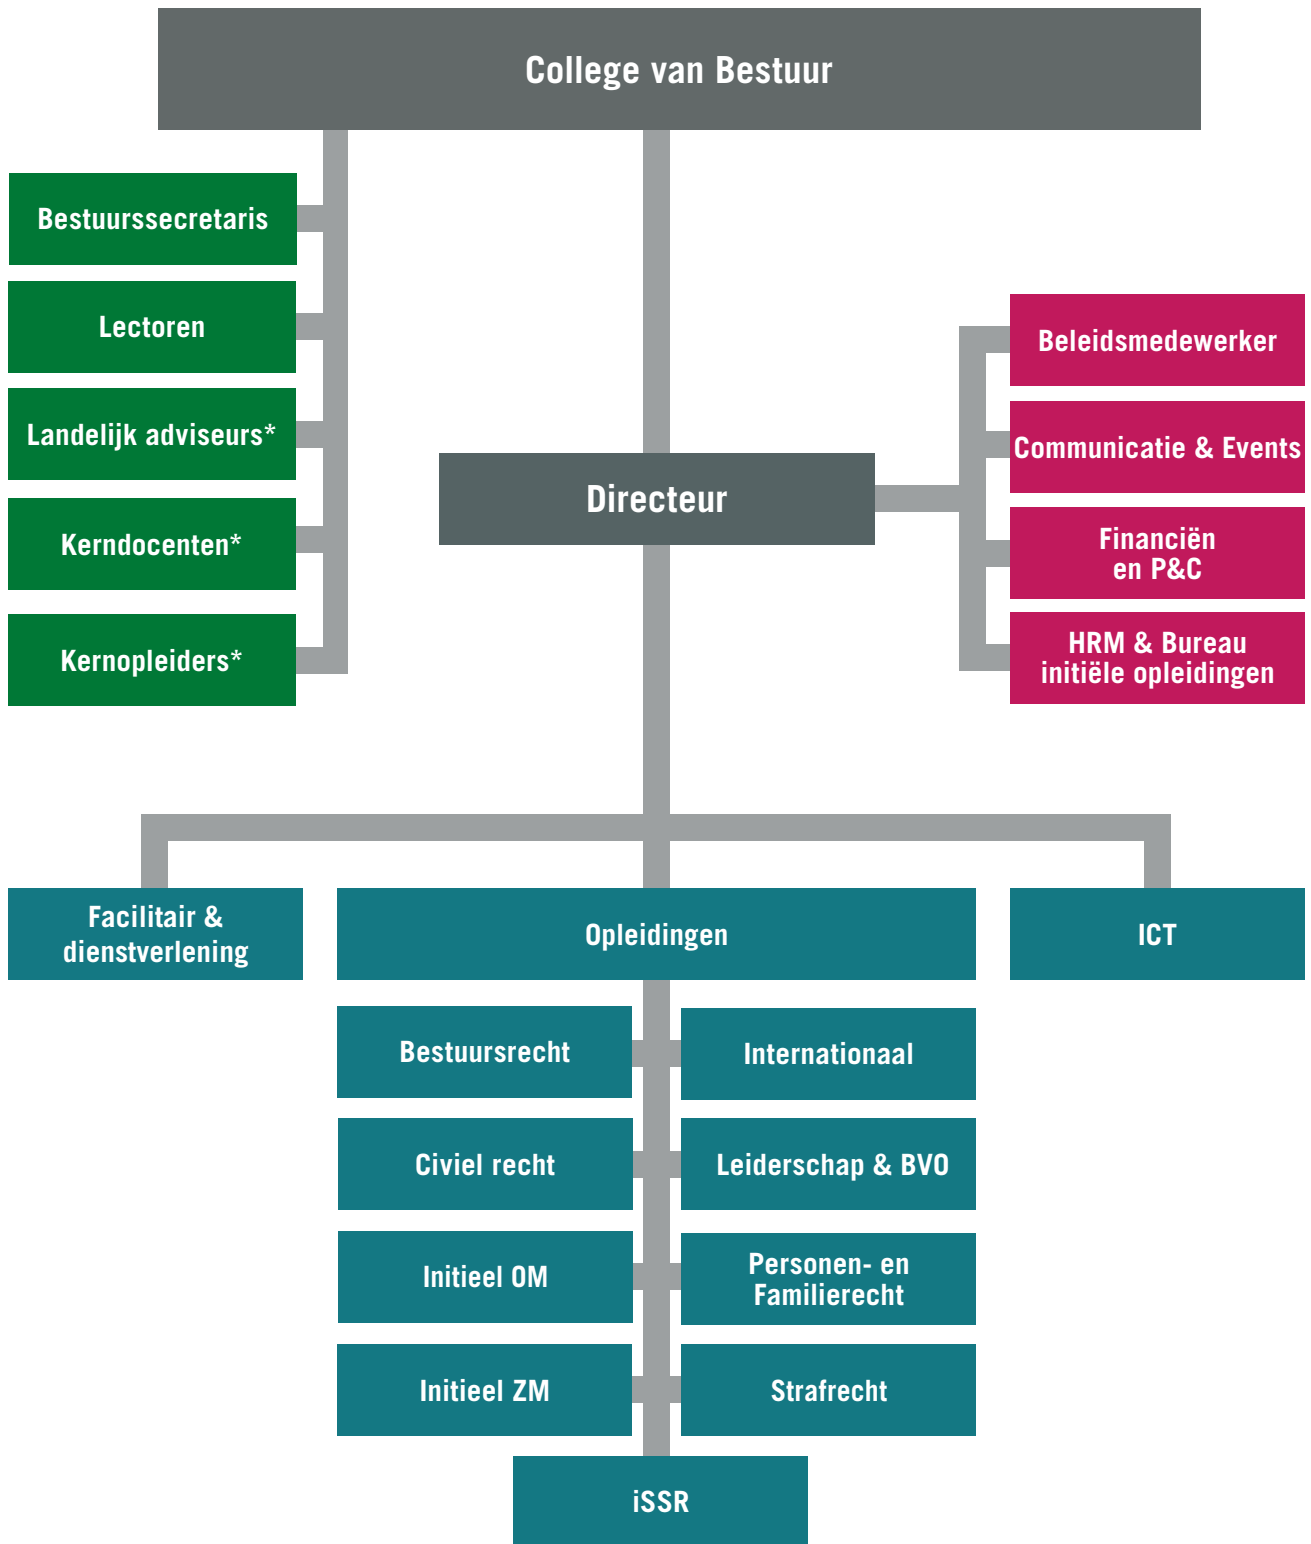 College van Bestuur
Bestuurssecretaris
Lectoren
Landelijk adviseurs*
Kerndocenten*
Kernopleiders*
Directeur
Beleidsmedewerker
Communicatie & Events
Financiën
en P&C
HRM & Bureau
initiële opleidingen
Facilitair &
dienstverlening
Opleidingen
ICT
Bestuursrecht
Internationaal
Civiel recht
Leiderschap & BVO
Initieel OM
Personen- en
Familierecht
Initieel ZM
Strafrecht
iSSR